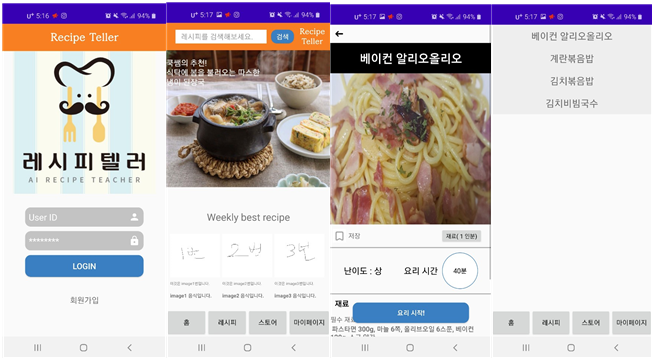 U+ 5:16 94%
Recipe Teller
레시피텔러
AI RECIPE TEACHER
User ID
********
LOGIN
회원가입
U+ 5:17 94%
레시피를 검색해보세요.
검색
Recipe
Teller
쿡쌤의 추천!
식탁에 봄을 불러오는 따스한
냉이 된장국
Weekly best recipe
1번
2번
3번
image1 음식입니다.
image2 음식입니다.
image3 음식입니다.
홈 레시피 스토어 마이페이지
U+ 5:17 94%
베이컨 알리오올리오
저장
재료( 1 인분)
난이도 : 상 요리 시간 40분
재료
필수 재료
요리 시작!
파스타면 300g, 마늘 6쪽, 올리브오일 6스푼, 베이컨
U+ 5:17 94%
베이컨 알리오올리오
계란볶음밥
김치볶음밥
김치비빔국수
홈 레시피 스토어 마이페이지